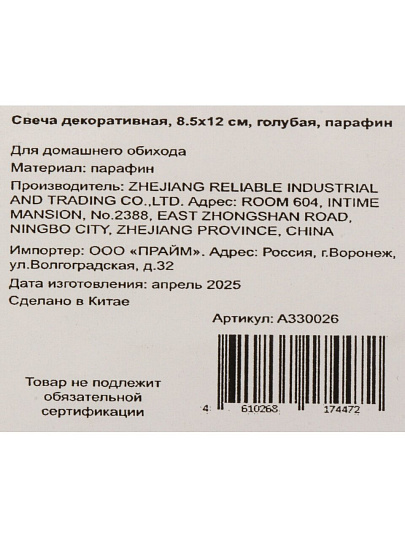 Свеча декоративная, 8.5х12 см, голубая, парафин
Для домашнего обихода
Материал: парафин
Производитель: ZHEJIANG RELIABLE INDUSTRIAL
AND TRADING CO.,LTD. Адрес: ROOM 604, INTIME
MANSION, No.2388, EAST ZHONGSHAN ROAD,
NINGBO CITY, ZHEJIANG PROVINCE, CHINA
Импортер: ООО «ПРАЙМ». Адрес: Россия, г.Воронеж,
ул.Волгоградская, д.32
Дата изготовления: апрель 2025
Сделано в Китае
Артикул: A330026
Товар не подлежит
обязательной
сертификации
4 610268 174472